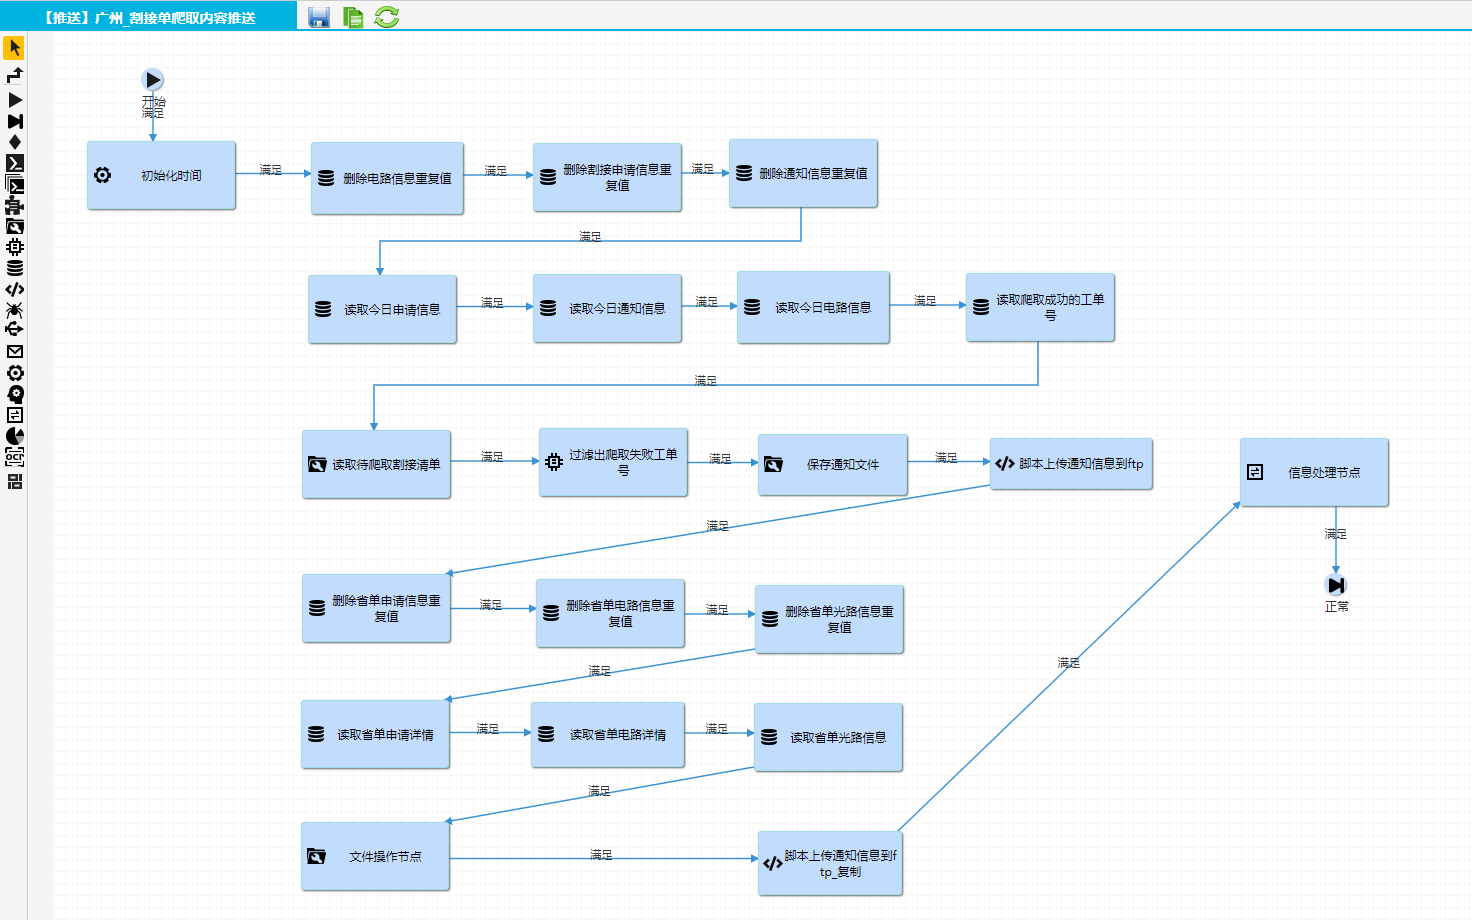 【推送】广州_割接单爬取内容推送
开始
满足
初始化时间
满足
删除电路信息重复值
满足
删除割接申请信息重
复值
满足
删除通知信息重复值
满足
读取今日申请信息
满足
读取今日通知信息
满足
读取今日电路信息
满足
读取爬取成功的工单
号
满足
读取待爬取割接清单
满足
过滤出爬取失败工单
号
满足
保存通知文件
满足
脚本上传通知信息到ftp
信息处理节点
满足
正常
满足
删除省单申请信息重
复值
满足
删除省单电路信息重
复值
满足
删除省单光路信息重
复值
满足
读取省单申请详情
满足
读取省单电路详情
满足
读取省单光路信息
满足
文件操作节点
满足
脚本上传通知信息到f
tp_复制
满足
ocr